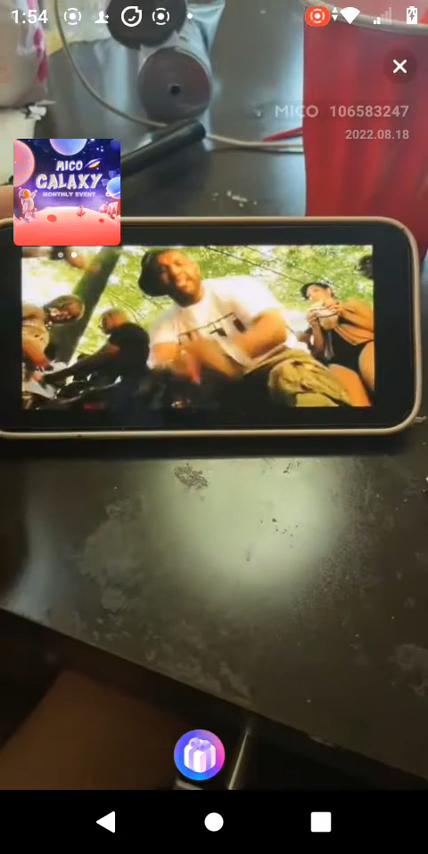 1:54
MICO 106583247
2022.08.18
MICO
GALAXY
MONTHLY EVENT